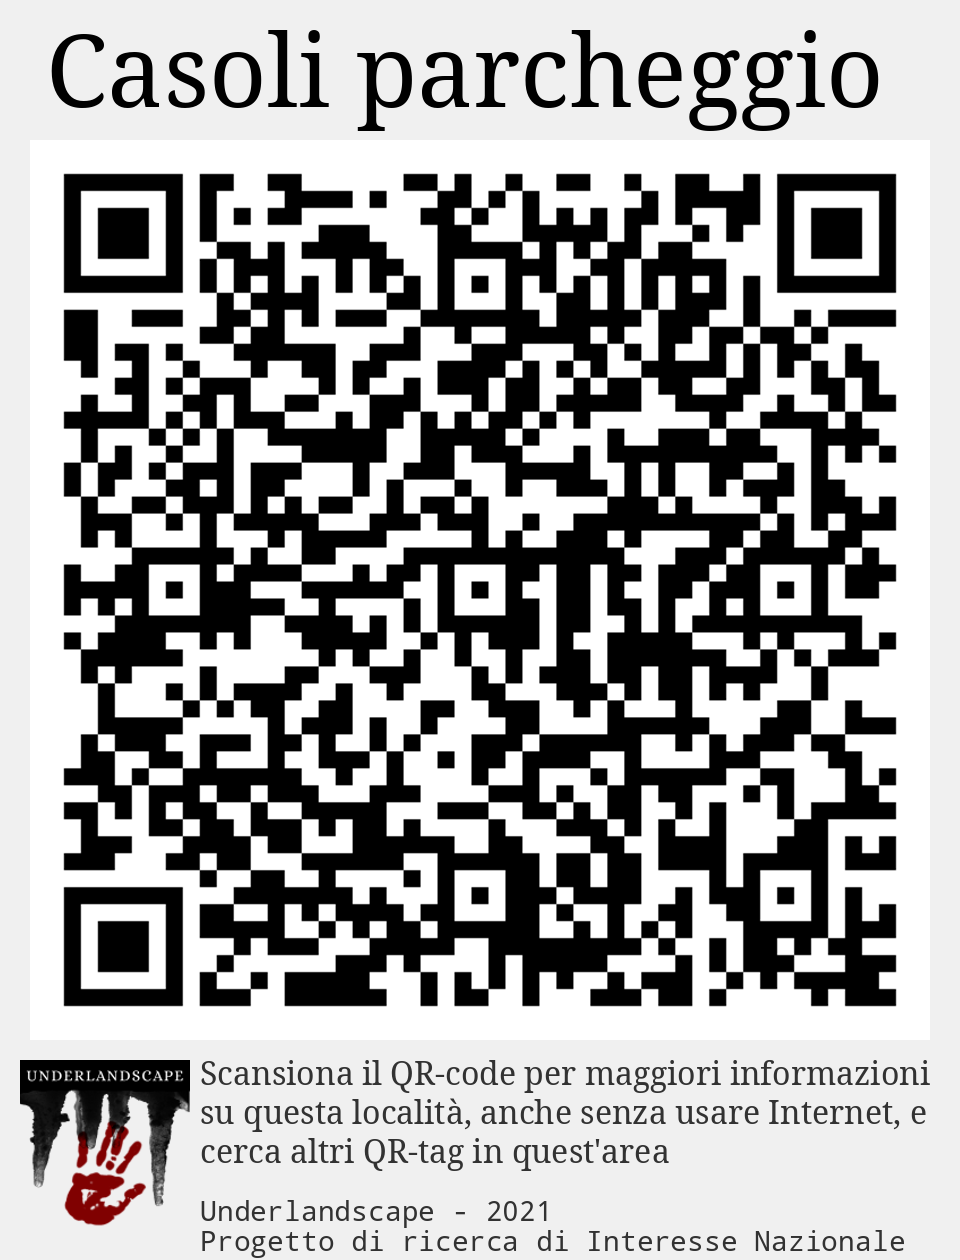 Casoli parcheggio
UNDERLANDSCAPE
Scansiona il QR-code per maggiori informazioni
su questa località, anche senza usare Internet, e
cerca altri QR-tag in quest'area
Underlandscape - 2021
Progetto di ricerca di Interesse Nazionale